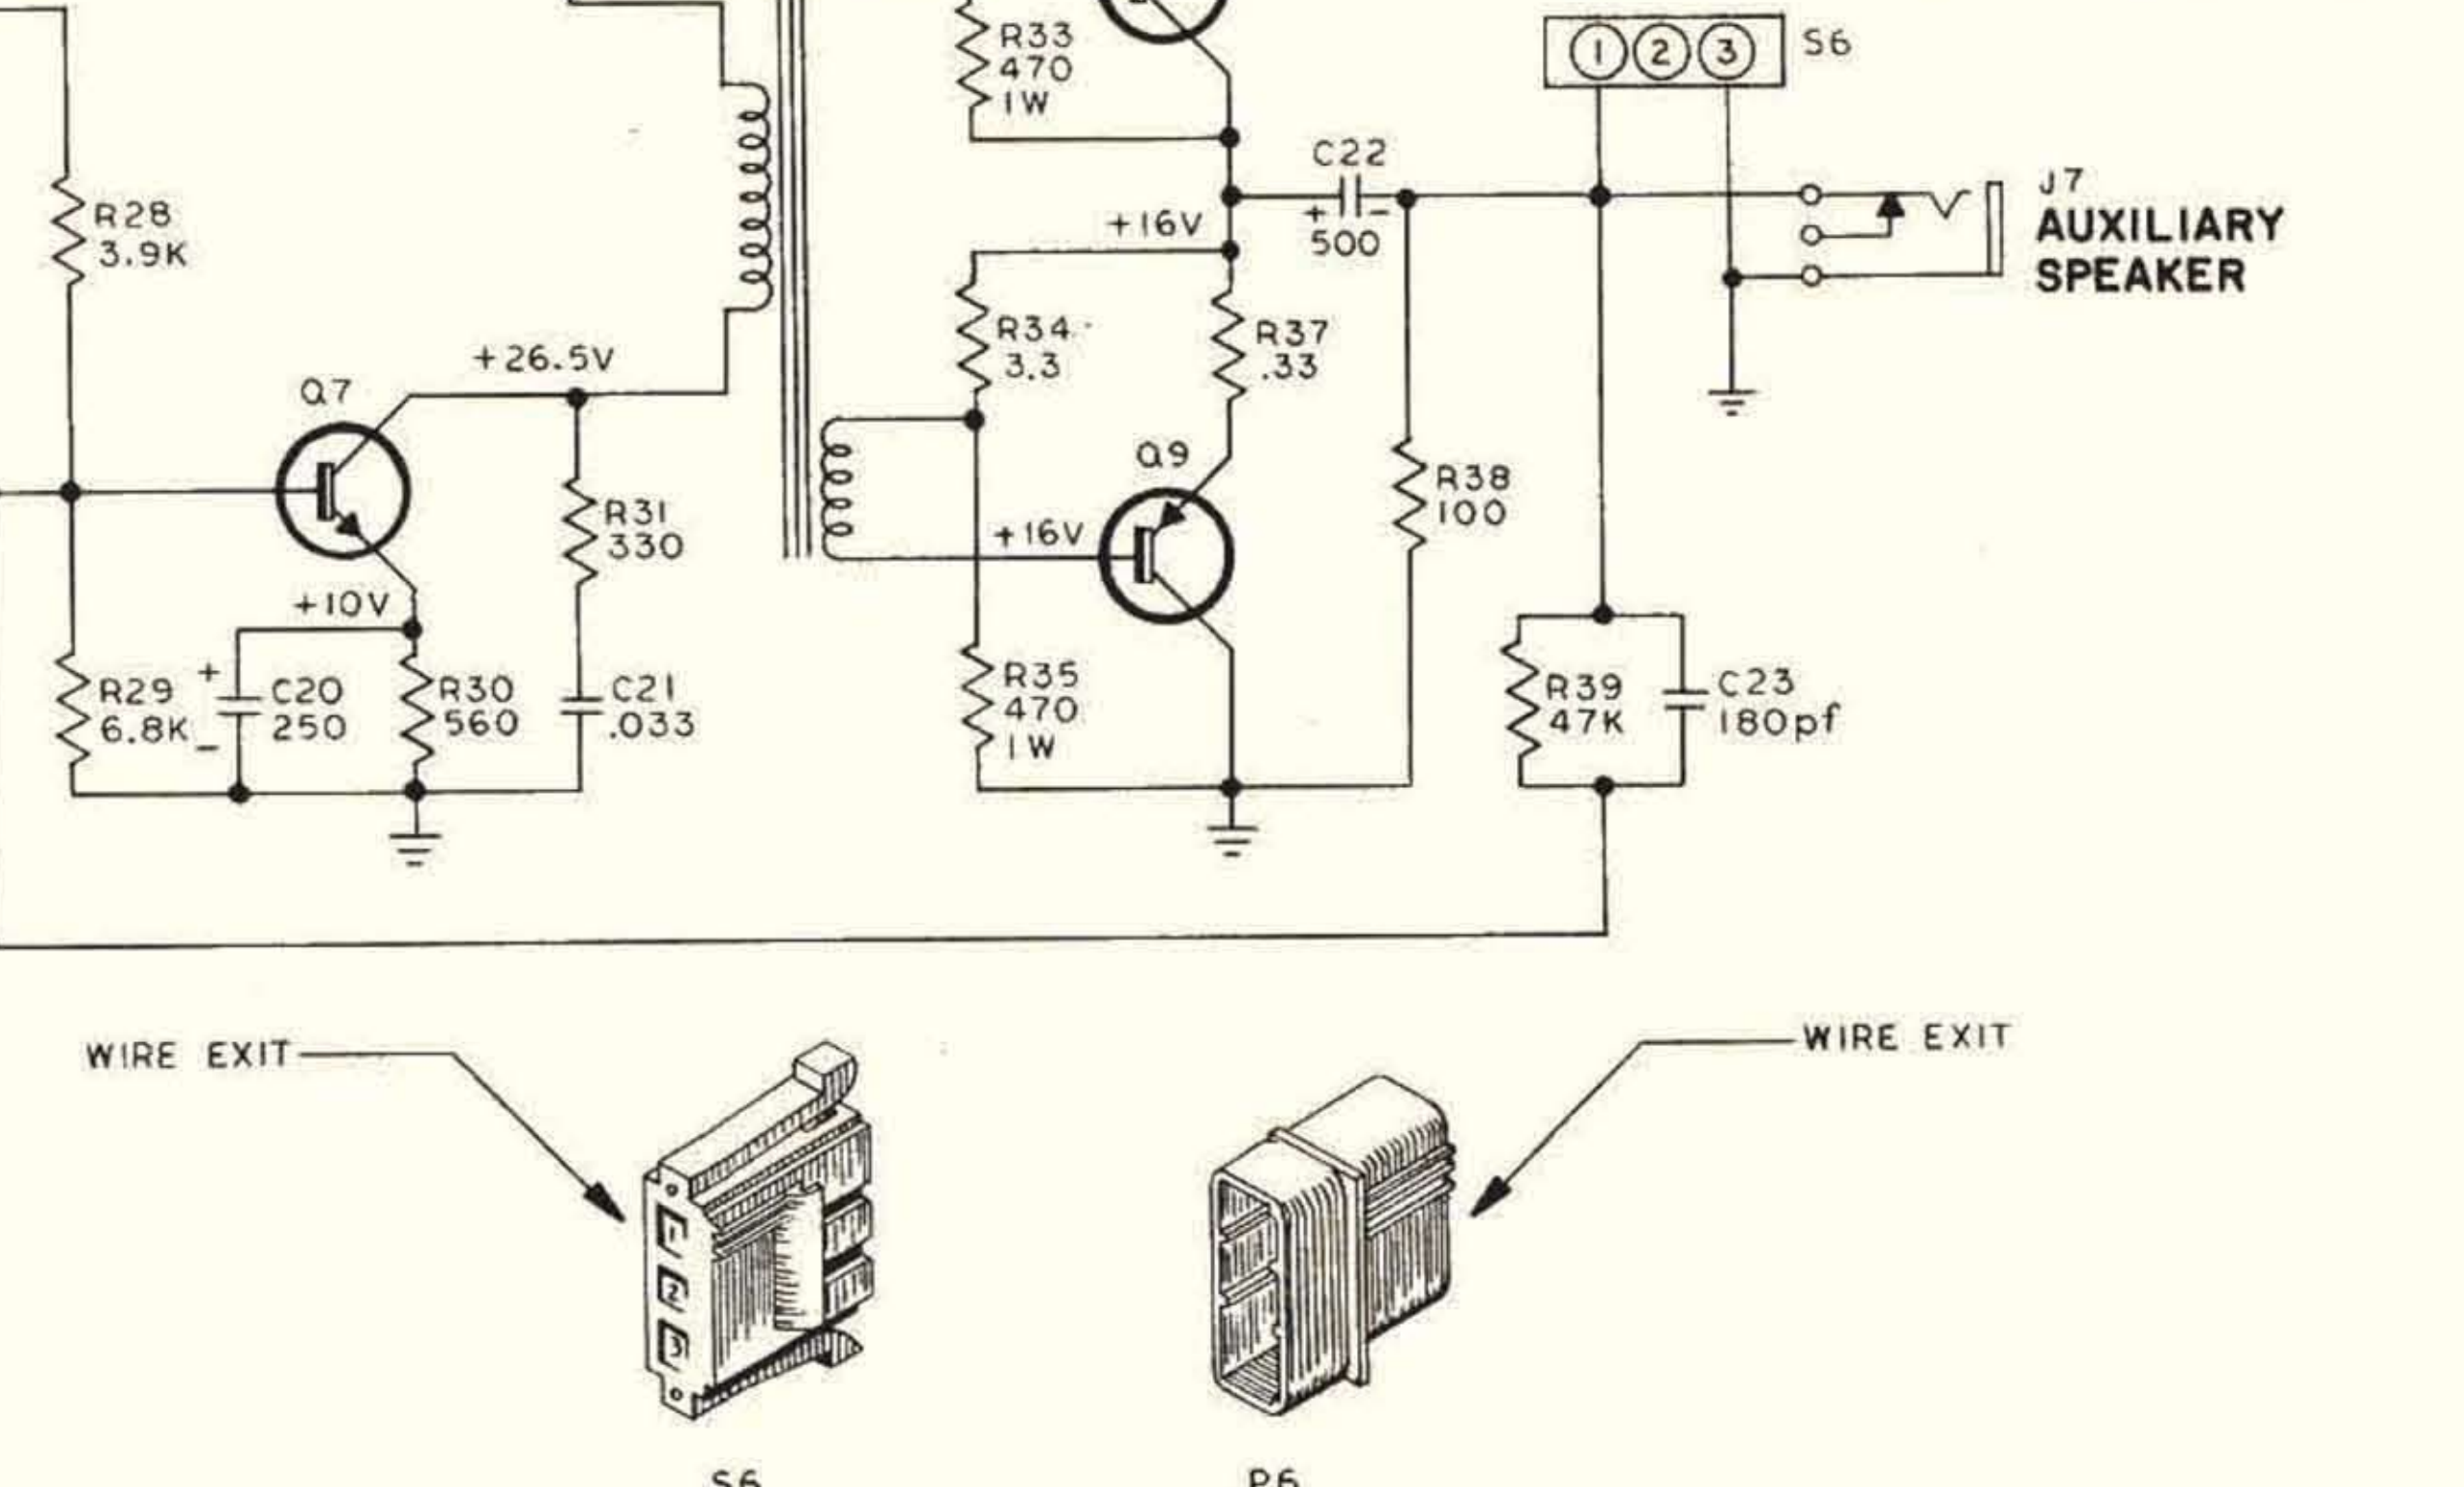 R33
470
1W
1 2 3
S6
C22
+ -
500
J7
AUXILIARY
SPEAKER
R28
3.9K
+16V
R34
3.3
R37
.33
+26.5V
Q7
Q9
R38
100
R31
330
+16V
+10V
R29
6.8K
+
-
C20
250
R30
560
C21
.033
R35
470
1W
R39
47K
C23
180pf
WIRE EXIT
WIRE EXIT
1
2
3
S6
P6